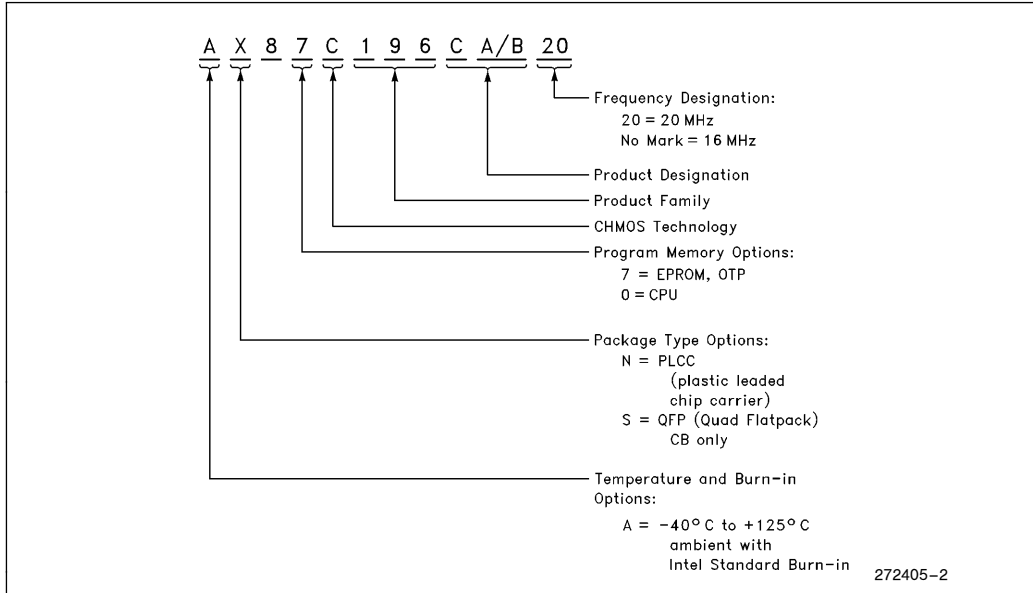 A X 8 7 C 1 9 6 C A/B 20
Frequency Designation:
20 = 20 MHz
No Mark = 16 MHz
Product Designation
Product Family
CHMOS Technology
Program Memory Options:
7 = EPROM, OTP
0 = CPU
Package Type Options:
N = PLCC
(plastic leaded
chip carrier)
S = QFP (Quad Flatpack)
CB only
Temperature and Burn-in
Options:
A = -40° C to +125° C
ambient with
Intel Standard Burn-in
272405-2